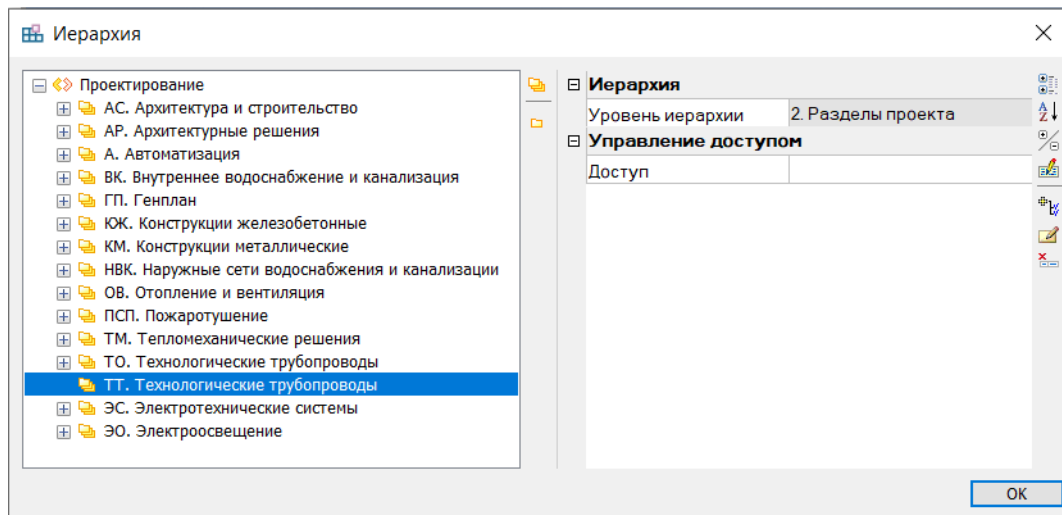 Иерархия
Проектирование
АС. Архитектура и строительство
АР. Архитектурные решения
А. Автоматизация
ВК. Внутреннее водоснабжение и канализация
ГП. Генплан
КЖ. Конструкции железобетонные
КМ. Конструкции металлические
НВК. Наружные сети водоснабжения и канализации
ОВ. Отопление и вентиляция
ПСП. Пожаротушение
ТМ. Тепломеханические решения
ТО. Технологические трубопроводы
ТТ. Технологические трубопроводы
ЭС. Электротехнические системы
ЭО. Электроосвещение
Иерархия
Уровень иерархии 2. Разделы проекта
Управление доступом
Доступ
ОК